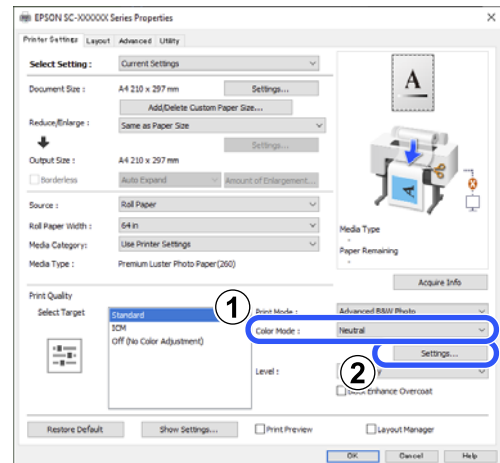 EPSON SC-XXXXXX Series Properties
Printer Settings Layout Advanced Utility
Select Setting : Current Settings
Document Size : A4 210 x 297 mm Settings...
Add/Delete Custom Paper Size...
Reduce/Enlarge : Same as Paper Size
Settings...
Output Size : A4 210 x 297 mm
Borderless Auto Expand Amount of Enlargement...
Source : Roll Paper
Roll Paper Width : 64 in
Media Category: Use Printer Settings
Media Type : Premium Luster Photo Paper(260)
A
A
Media Type
-
Paper Remaining
-
Acquire Info
Print Quality
Select Target
Standard
ICM
Off (No Color Adjustment)
1
Print Mode : Advanced B&W Photo
Color Mode : Neutral
Settings...
2
Level :
Enhance Overcoat
Restore Default Show Settings... Print Preview Layout Manager
OK Cancel Help